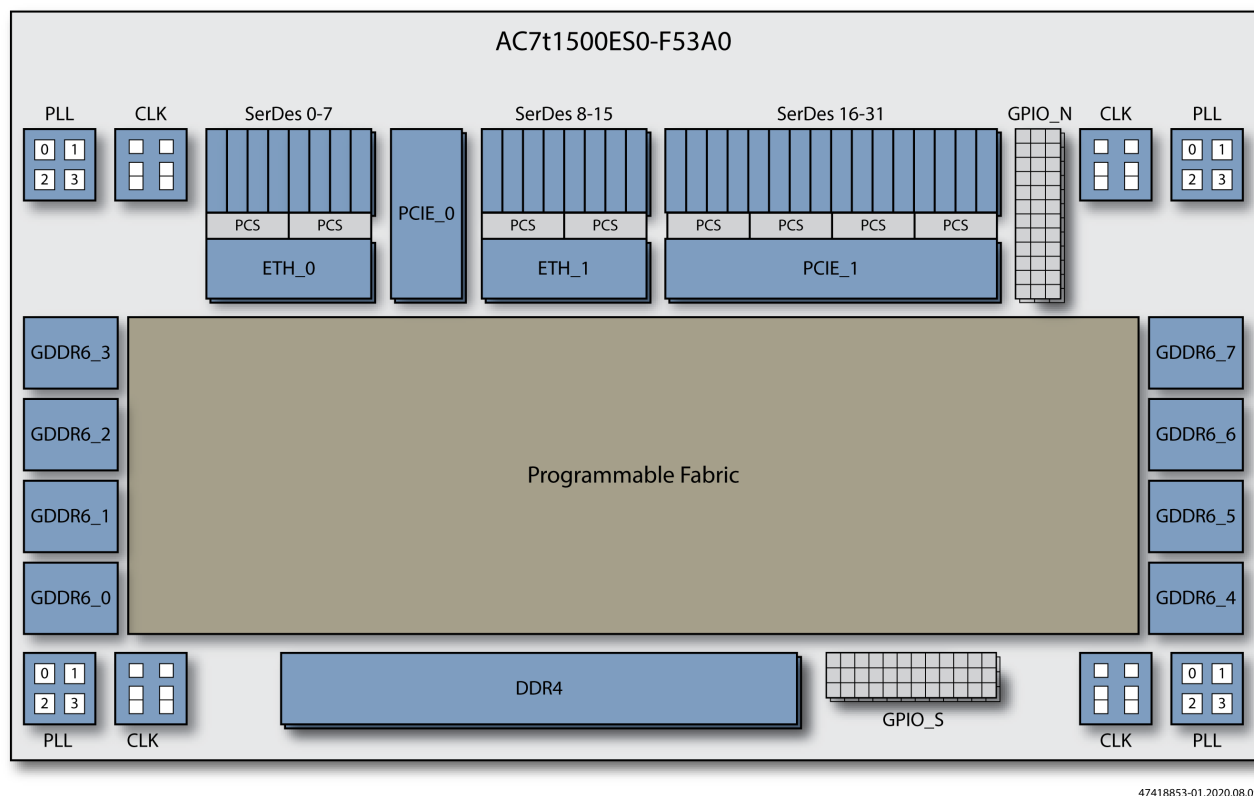 AC7t1500ES0-F53A0
PLL CLK SerDes 0-7 SerDes 8-15 SerDes 16-31 GPIO_N CLK PLL
0 1 0 1
2 3 2 3
PCIE_0
PCS PCS PCS PCS PCS PCS PCS PCS
ETH_0 ETH_1 PCIE_1
GDDR6_3 GDDR6_7
GDDR6_2 GDDR6_6
Programmable Fabric
GDDR6_1 GDDR6_5
GDDR6_0 GDDR6_4
0 1 0 1
DDR4
2 3 2 3
GPIO_S
PLL CLK CLK PLL
47418853-01.2020.08.0